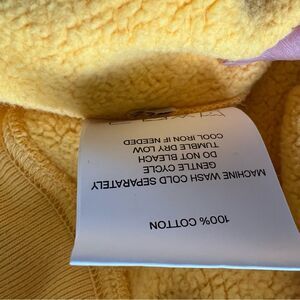 100% COTTON
MACHINE WASH COLD SEPARATELY
GENTLE CYCLE
DO NOT BLEACH
TUMBLE DRY LOW
COOL IRON IF NEEDED